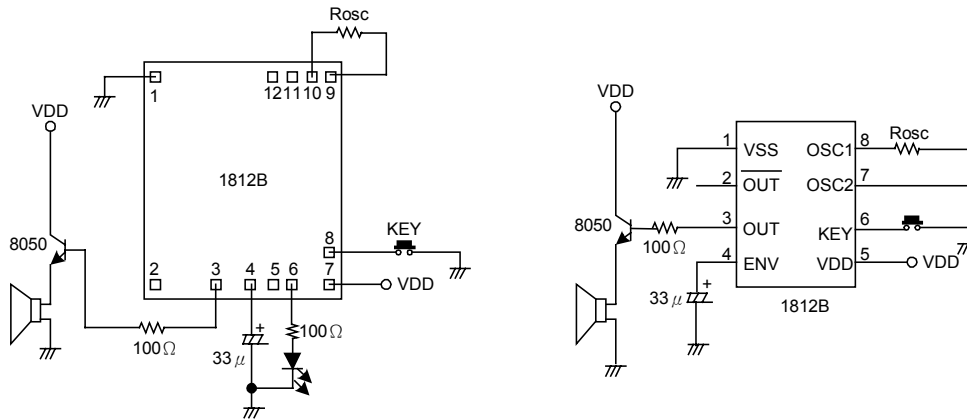 Rosc
12 11 10 9
1
VDD
1812B
8050
8
KEY
2 3 4 5 6 7
VDD
100Ω
33μ
+
100Ω
VDD
1 VSS OSC1 8 Rosc
2 OUT OSC2 7
8050
3 OUT KEY 6
100Ω
4 ENV VDD 5 VDD
33μ
+
1812B